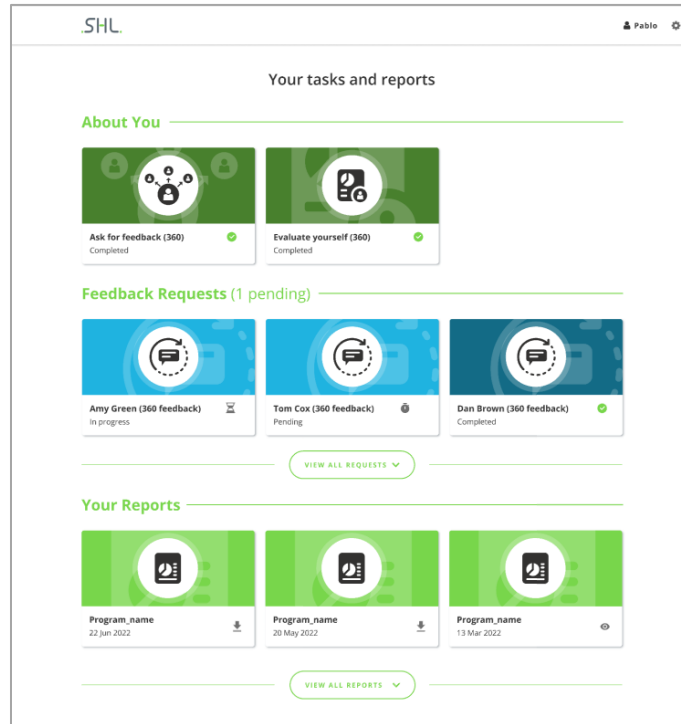 .SHL.
Pablo
Your tasks and reports
About You
Ask for feedback (360)
Completed
Evaluate yourself (360)
Completed
Feedback Requests (1 pending)
Amy Green (360 feedback)
In progress
Tom Cox (360 feedback)
Pending
Dan Brown (360 feedback)
Completed
VIEW ALL REQUESTS
Your Reports
Program_name
22 Jun 2022
Program_name
20 May 2022
Program_name
13 Mar 2022
VIEW ALL REPORTS